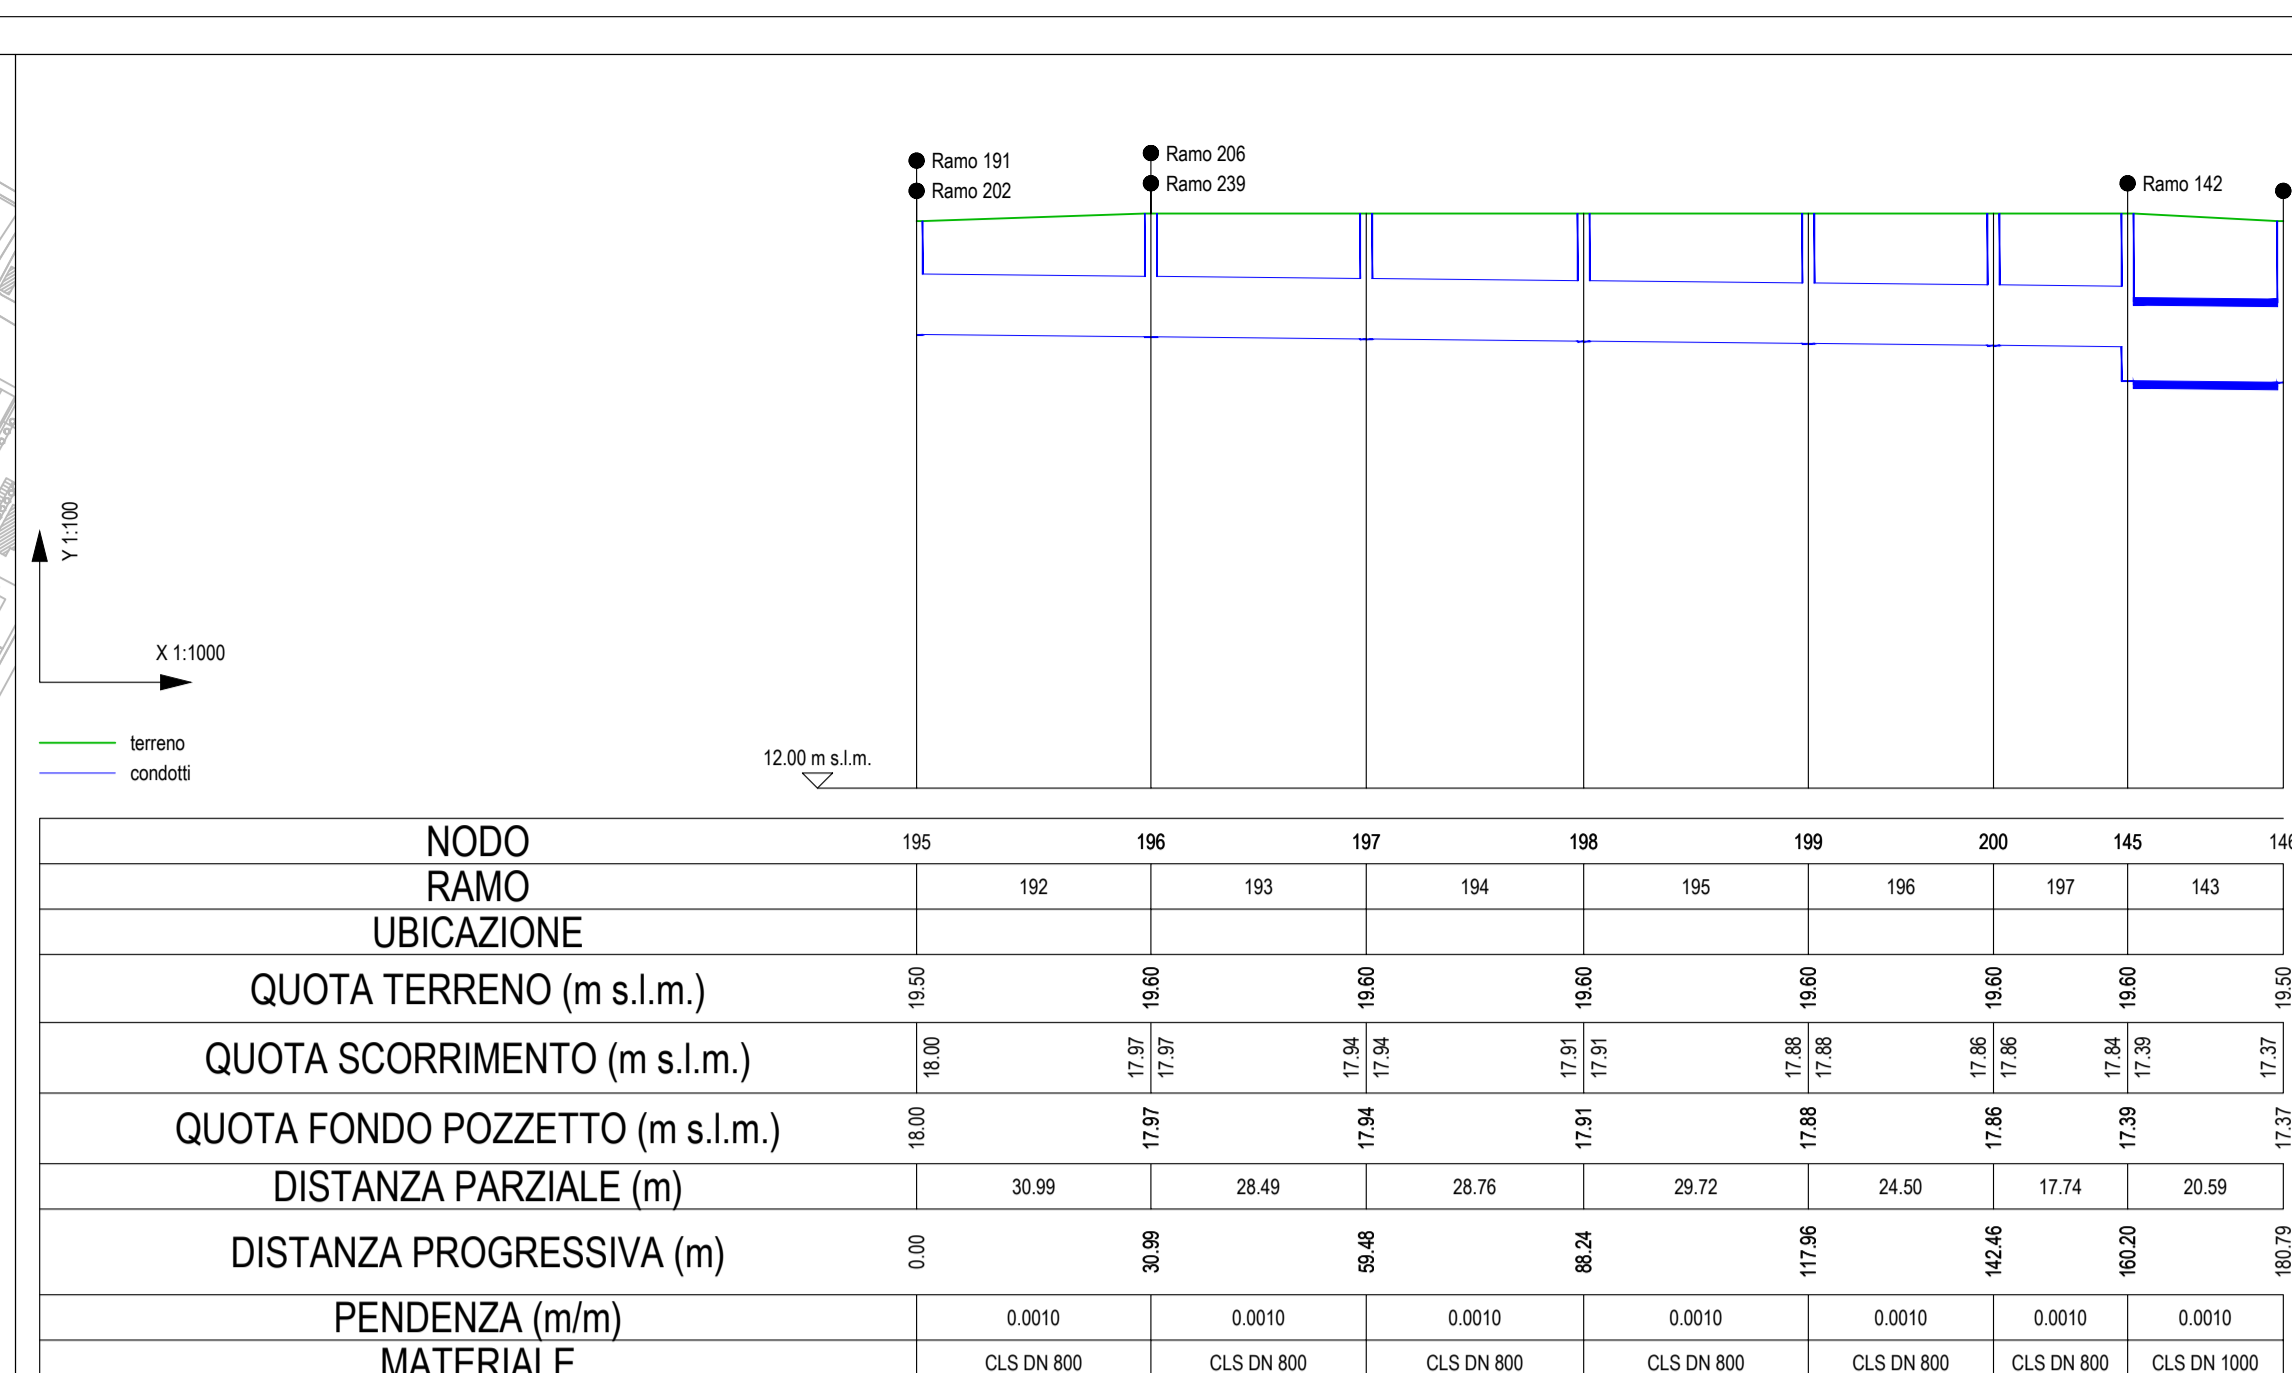 Ramo 191
Ramo 202
Ramo 206
Ramo 239
Ramo 142
Y 1:100
X 1:1000
terreno
condotti
12.00 m s.l.m.
NODO 195 196 197 198 199 200 145
RAMO 192 193 194 195 196 197 143
UBICAZIONE
QUOTA TERRENO (m s.l.m.) 19.50 19.60 19.60 19.60 19.60 19.60 19.60 19.50
QUOTA SCORRIMENTO (m s.l.m.) 18.00 17.97 17.97 17.94 17.94 17.91 17.91 17.88 17.88 17.86 17.86 17.84 17.39 17.37
QUOTA FONDO POZZETTO (m s.l.m.) 18.00 17.97 17.94 17.91 17.88 17.86 17.39 17.37
DISTANZA PARZIALE (m) 30.99 28.49 28.76 29.72 24.50 17.74 20.59
DISTANZA PROGRESSIVA (m) 0.00 30.99 59.48 88.24 117.96 142.46 160.20 180.79
PENDENZA (m/m) 0.0010 0.0010 0.0010 0.0010 0.0010 0.0010 0.0010
MATERIALE CLS DN 800 CLS DN 800 CLS DN 800 CLS DN 800 CLS DN 800 CLS DN 800 CLS DN 1000